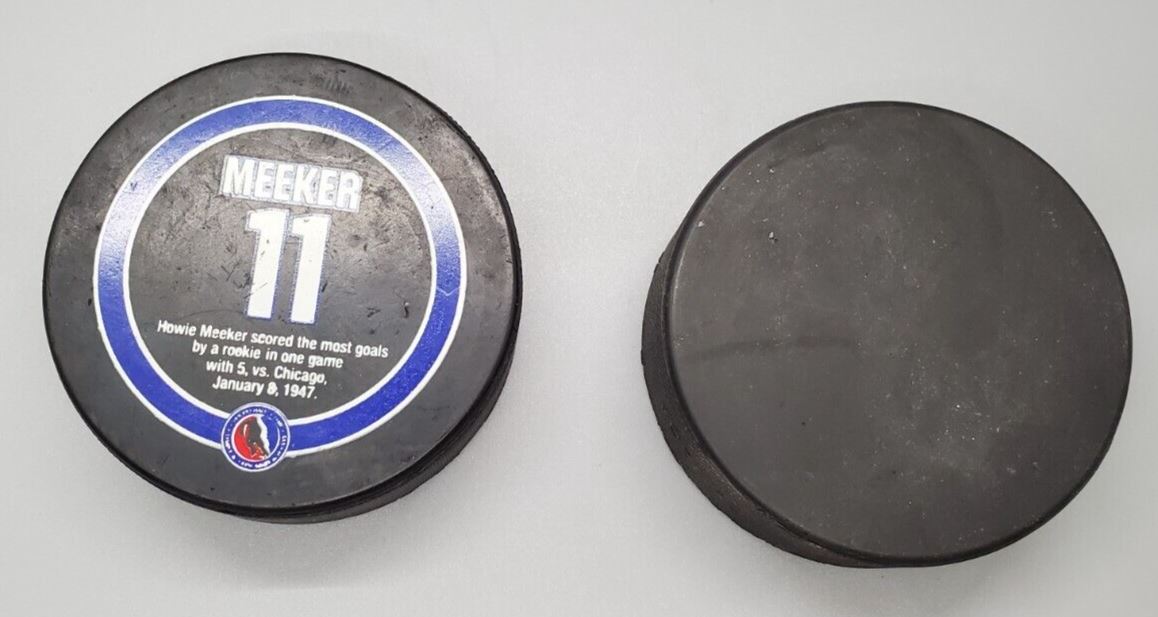 MEEKER
11
Howie Meeker scored the most goals
by a rookie in one game
with 5, vs. Chicago,
January 8, 1947.